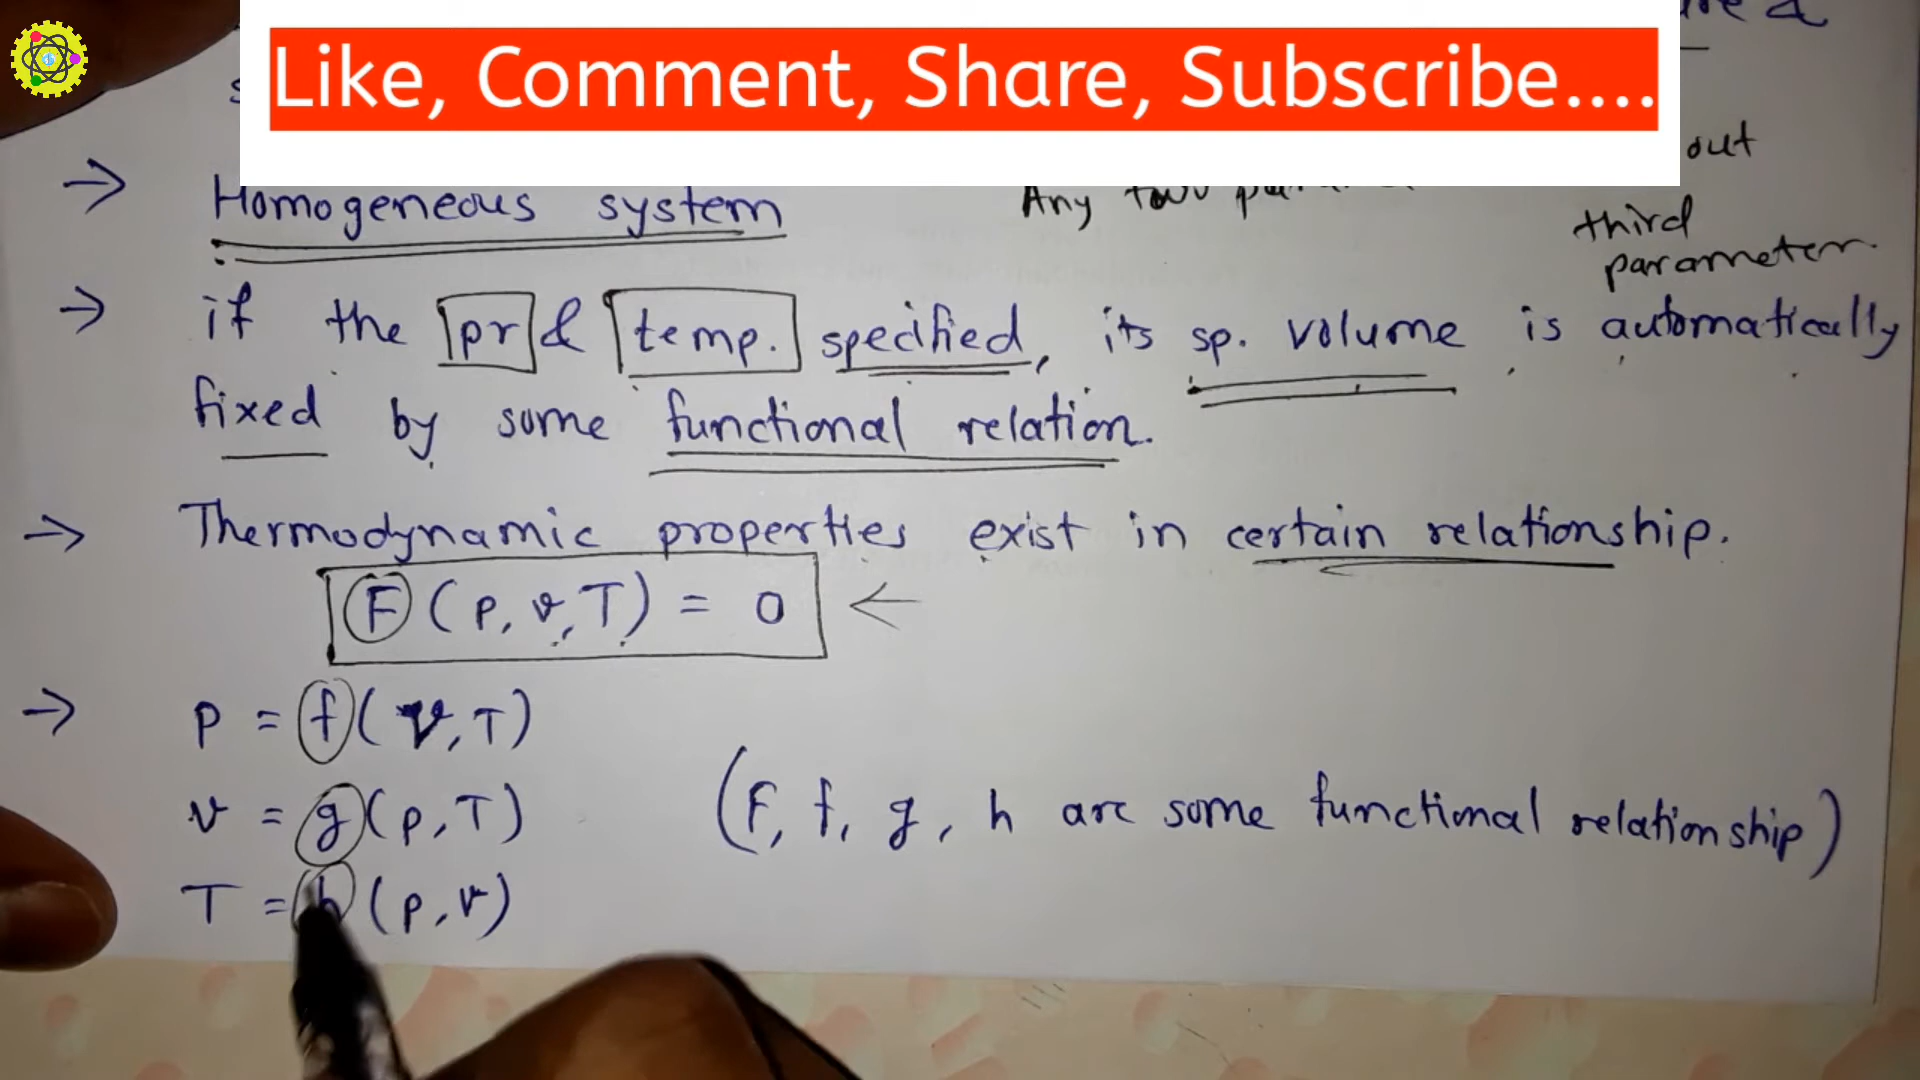 Like, Comment, Share, Subscribe....
out
→ Homogeneous system
Any two
third
parameter.
→ if the pr & temp. specified, its sp. volume is automatically
fixed by some functional relation.
→ Thermodynamic properties exist in certain relationship.
F (p, v, T) = 0 ←
→ p = f (v, T)
v = g (p, T)
(F, f, g, h are some functional relationship)
T = h (p, v)